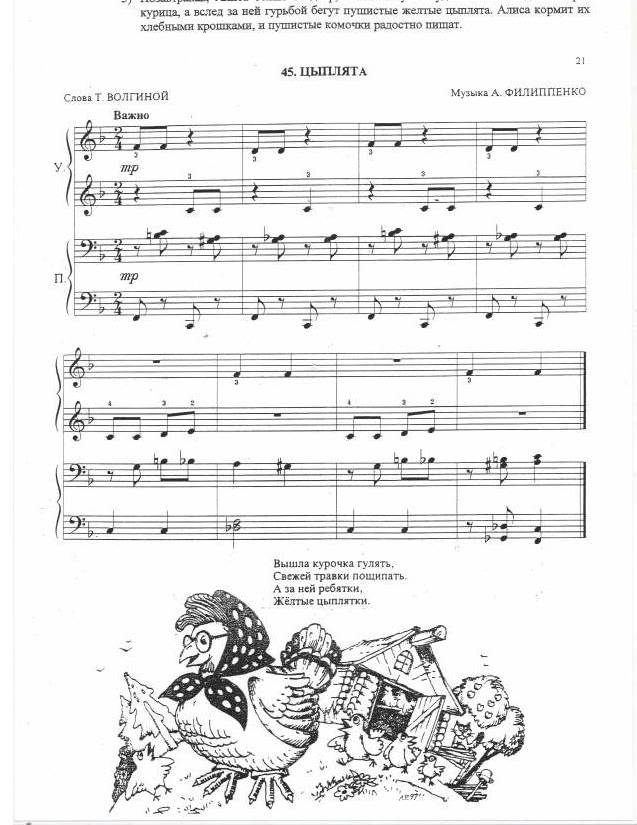 курица, а вслед за ней гурьбой бегут пушистые желтые цыплята. Алиса кормит их
хлебными крошками, и пушистые комочки радостно пищат.
21
45. ЦЫПЛЯТА
Слова Т. ВОЛГИНОЙ
Музыка А. ФИЛИППЕНКО
Важно
У.
mp
П.
mp
Вышла курочка гулять,
Свежей травки пощипать.
А за ней ребятки,
Жёлтые цыплятки.